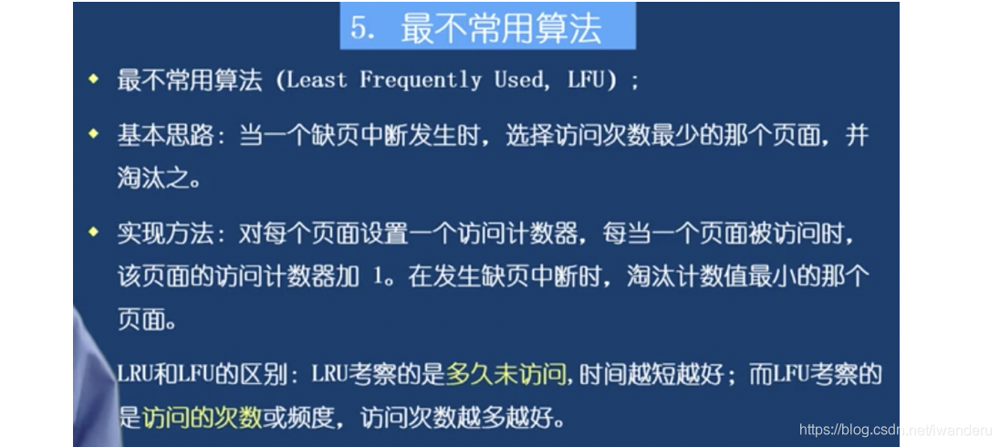 5. 最不常用算法
最不常用算法（Least Frequently Used, LFU）;
基本思路：当一个缺页中断发生时，选择访问次数最少的那个页面，并
淘汰之。
实现方法：对每个页面设置一个访问计数器，每当一个页面被访问时，
该页面的访问计数器加 1。在发生缺页中断时，淘汰计数值最小的那个
页面。
LRU和LFU的区别：LRU考察的是多久未访问,时间越短越好；而LFU考察的
是访问的次数或频度，访问次数越多越好。
https://blog.csdn.net/iwanderu